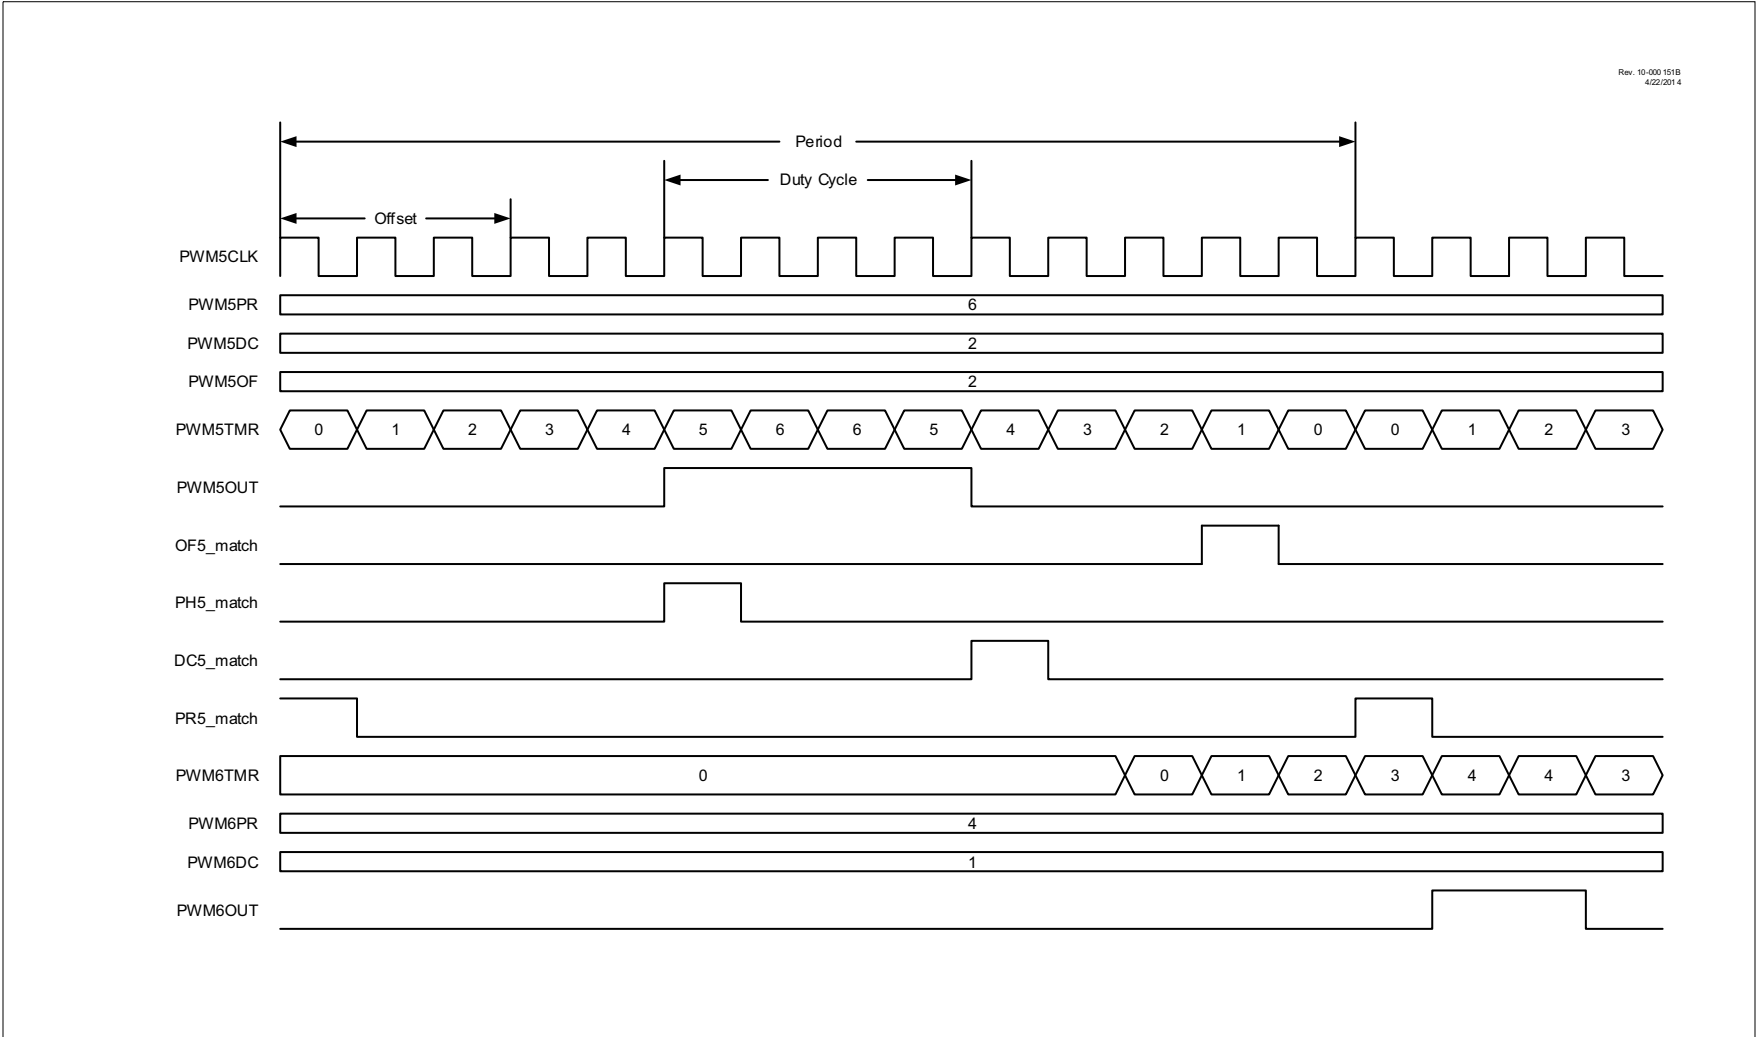 Rev. 10-000 151B
4/22/2014
Period
Duty Cycle
Offset
PWM5CLK
PWM5PR 6
PWM5DC 2
PWM5OF 2
PWM5TMR 0 1 2 3 4 5 6 6 5 4 3 2 1 0 0 1 2 3
PWM5OUT
OF5_match
PH5_match
DC5_match
PR5_match
PWM6TMR 0 0 1 2 3 4 4 3
PWM6PR 4
PWM6DC 1
PWM6OUT